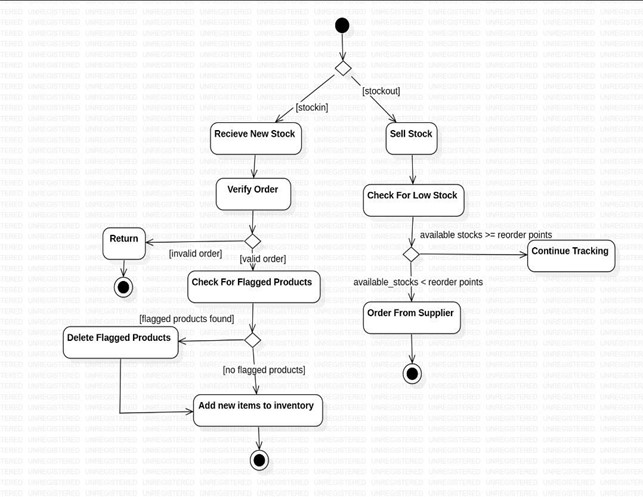 [stockout]
[stockin]
Recieve New Stock
Sell Stock
Verify Order
Check For Low Stock
available stocks >= reorder points
Return
[invalid order]
[valid order]
Continue Tracking
Check For Flagged Products
available_stocks < reorder points
Order From Supplier
[flagged products found]
Delete Flagged Products
[no flagged products]
Add new items to inventory
UNREGISTERED